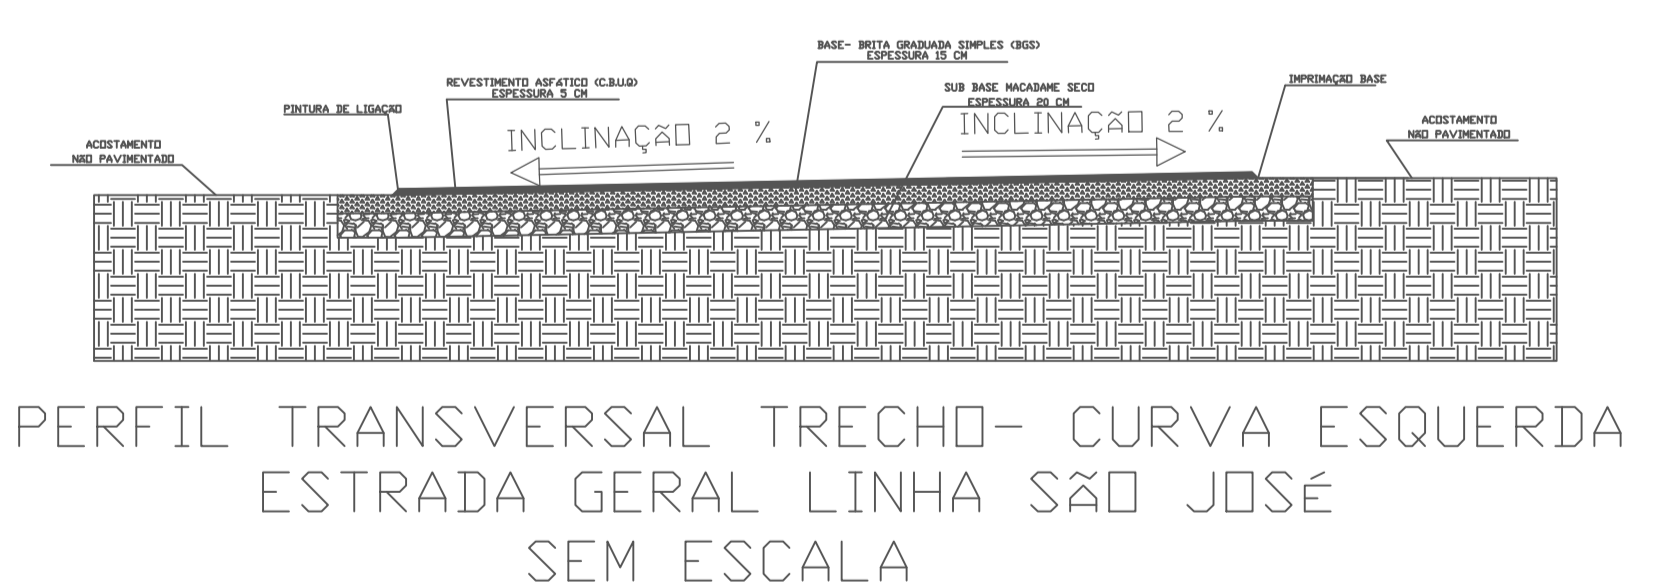 BASE- BRITA GRADUADA SIMPLES (BGS)
ESPESSURA 15 CM
REVESTIMENTO ASFÁTICO (C.B.U.Q)
ESPESSURA 5 CM
SUB BASE MACADAME SECO
ESPESSURA 20 CM
IMPRIMAÇÃO BASE
PINTURA DE LIGAÇÃO
INCLINAÇÃO 2 %
INCLINAÇÃO 2 %
ACOSTAMENTO
NÃO PAVIMENTADO
ACOSTAMENTO
NÃO PAVIMENTADO
PERFIL TRANSVERSAL TRECHO- CURVA ESQUERDA
ESTRADA GERAL LINHA SÃO JOSÉ
SEM ESCALA